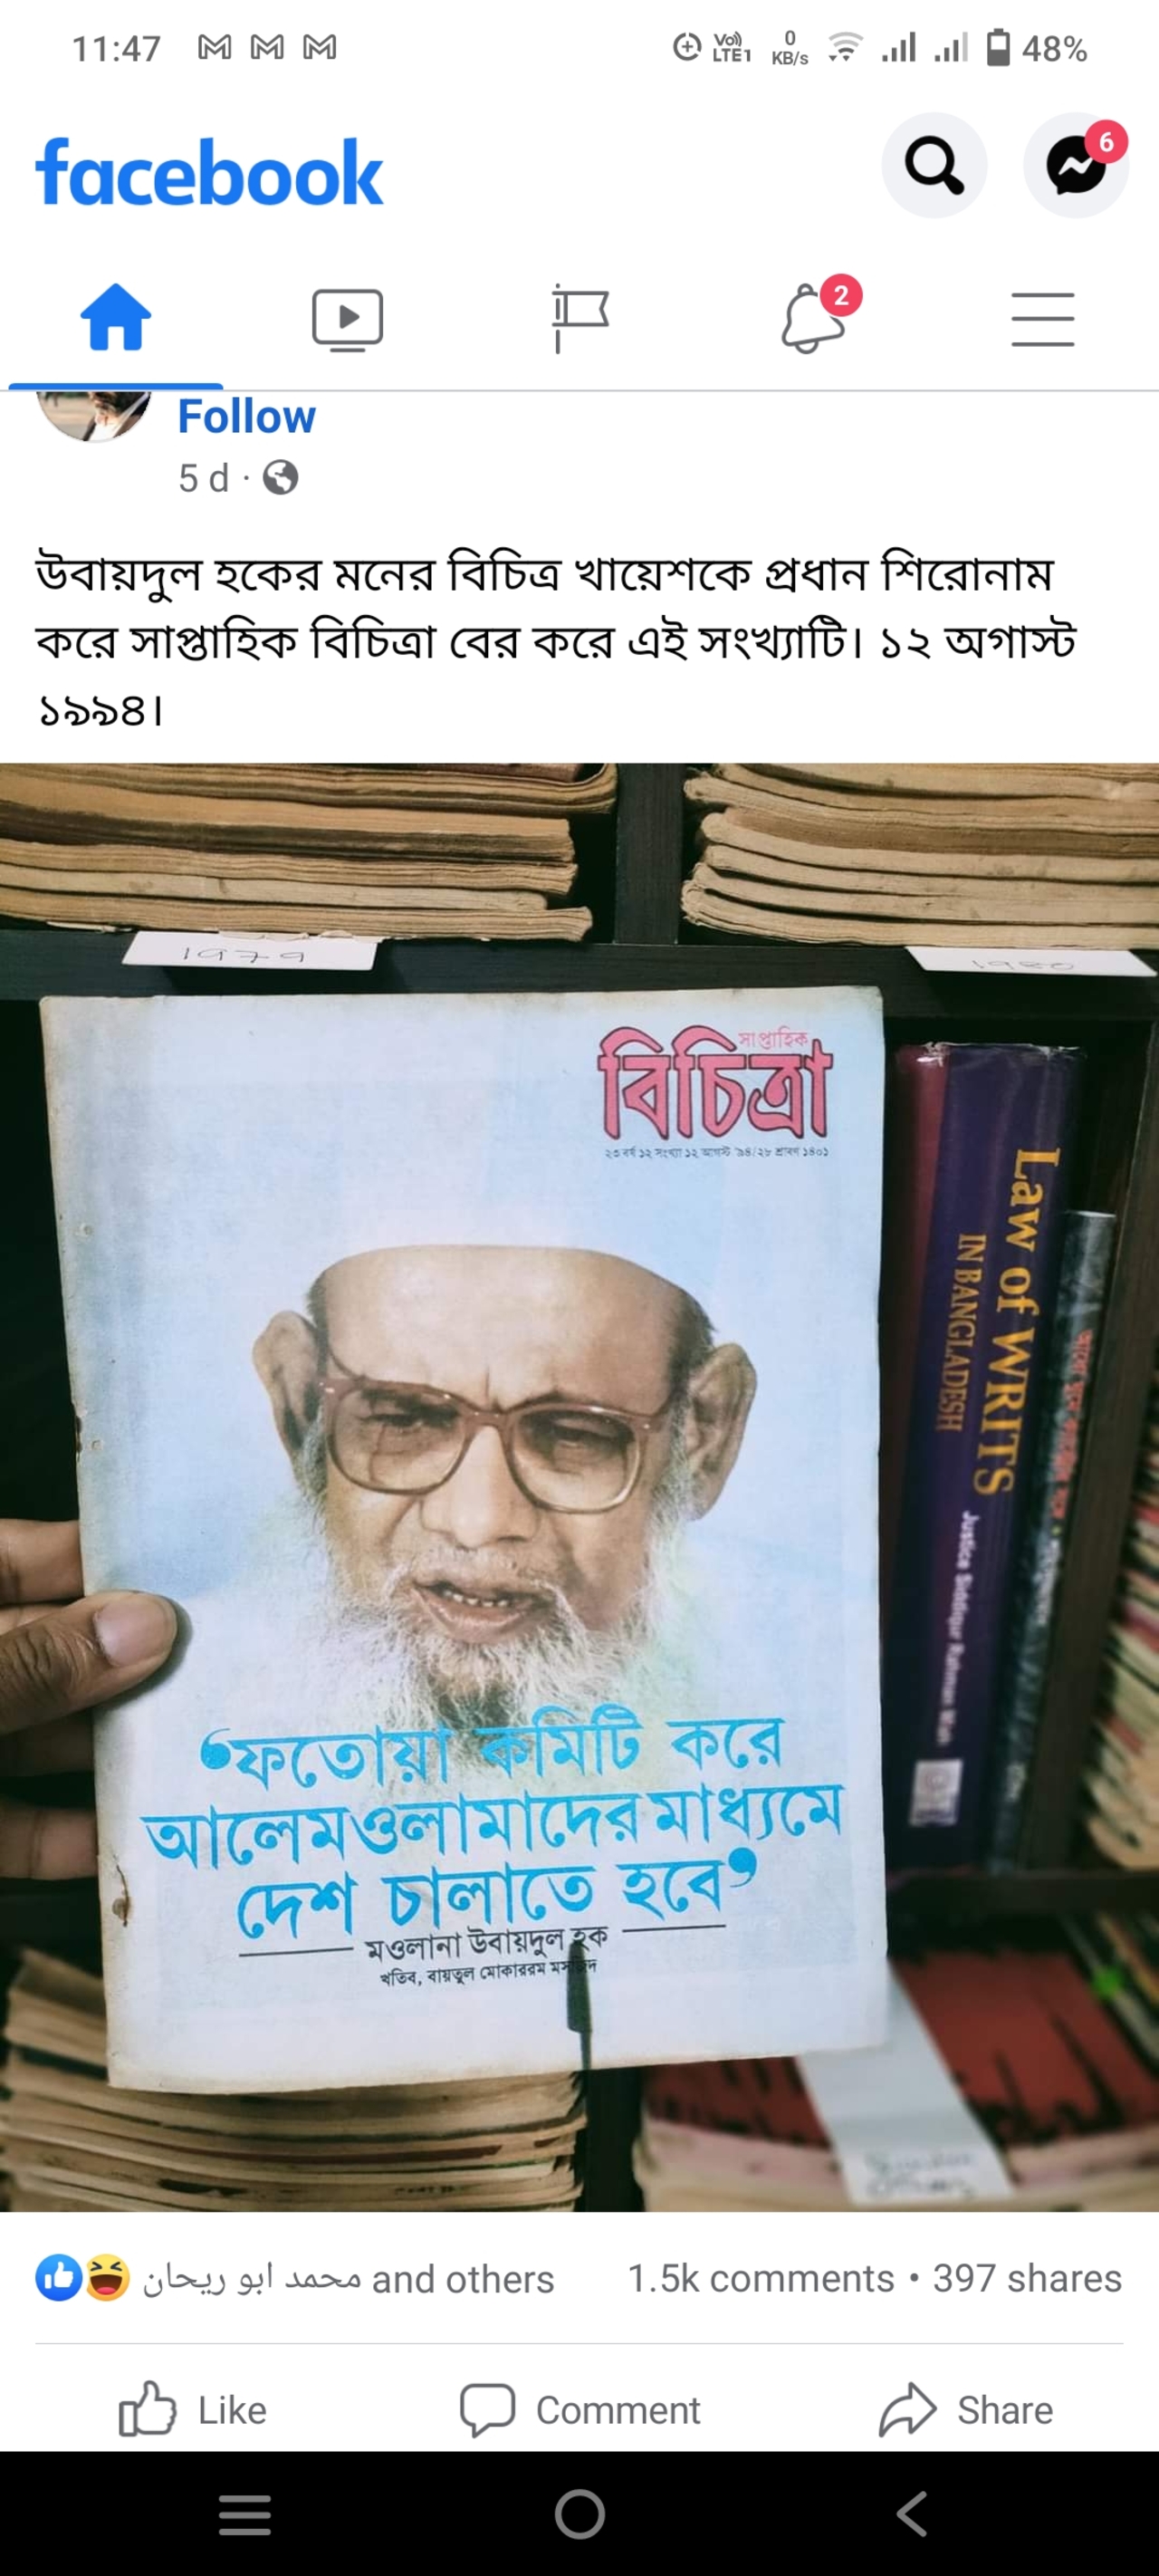 11:47
Vo)) LTE1
0 KB/s
48%
facebook
6
2
Follow
5 d ·
উবায়দুল হকের মনের বিচিত্র খায়েশকে প্রধান শিরোনাম
করে সাপ্তাহিক বিচিত্রা বের করে এই সংখ্যাটি। ১২ অগাস্ট
১৯৯৪।
1979
1980
সাপ্তাহিক
বিচিত্রা
২৩ বর্ষ ১২ সংখ্যা ১২ আগস্ট '৯৪/২৮ শ্রাবণ ১৪০১
Law of WRITS
IN BANGLADESH
Justice Siddiqur Rahman Miah
‘ফতোয়া কমিটি করে
আলেমওলামাদের মাধ্যমে
দেশ চালাতে হবে’
মওলানা উবায়দুল হক
খতিব, বায়তুল মোকাররম মসজিদ
محمد ابو ريحان and others
1.5k comments • 397 shares
Like
Comment
Share